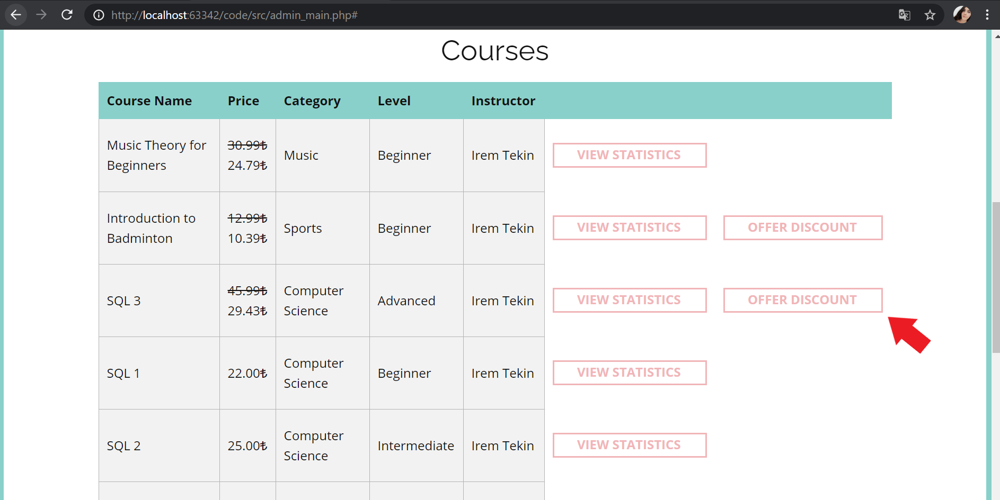 http://localhost:63342/code/src/admin_main.php#
Courses
Course Name Price Category Level Instructor
Music Theory for
Beginners
30.99₺
24.79₺
Music
Beginner
Irem Tekin
VIEW STATISTICS
Introduction to
Badminton
12.99₺
10.39₺
Sports
Beginner
Irem Tekin
VIEW STATISTICS
OFFER DISCOUNT
SQL 3
45.99₺
29.43₺
Computer
Science
Advanced
Irem Tekin
VIEW STATISTICS
OFFER DISCOUNT
SQL 1
22.00₺
Computer
Science
Beginner
Irem Tekin
VIEW STATISTICS
SQL 2
25.00₺
Computer
Science
Intermediate
Irem Tekin
VIEW STATISTICS